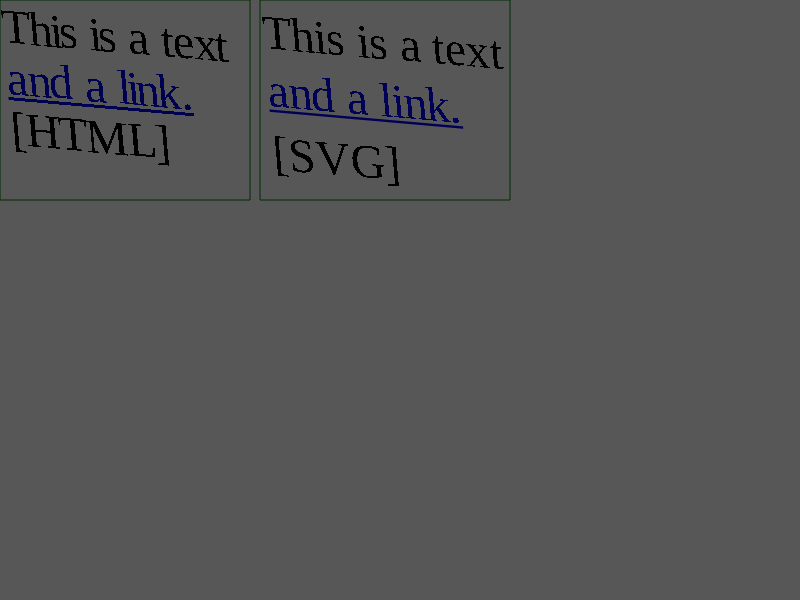 This is a text
and a link.
[HTML]
This is a text
and a link.
[SVG]